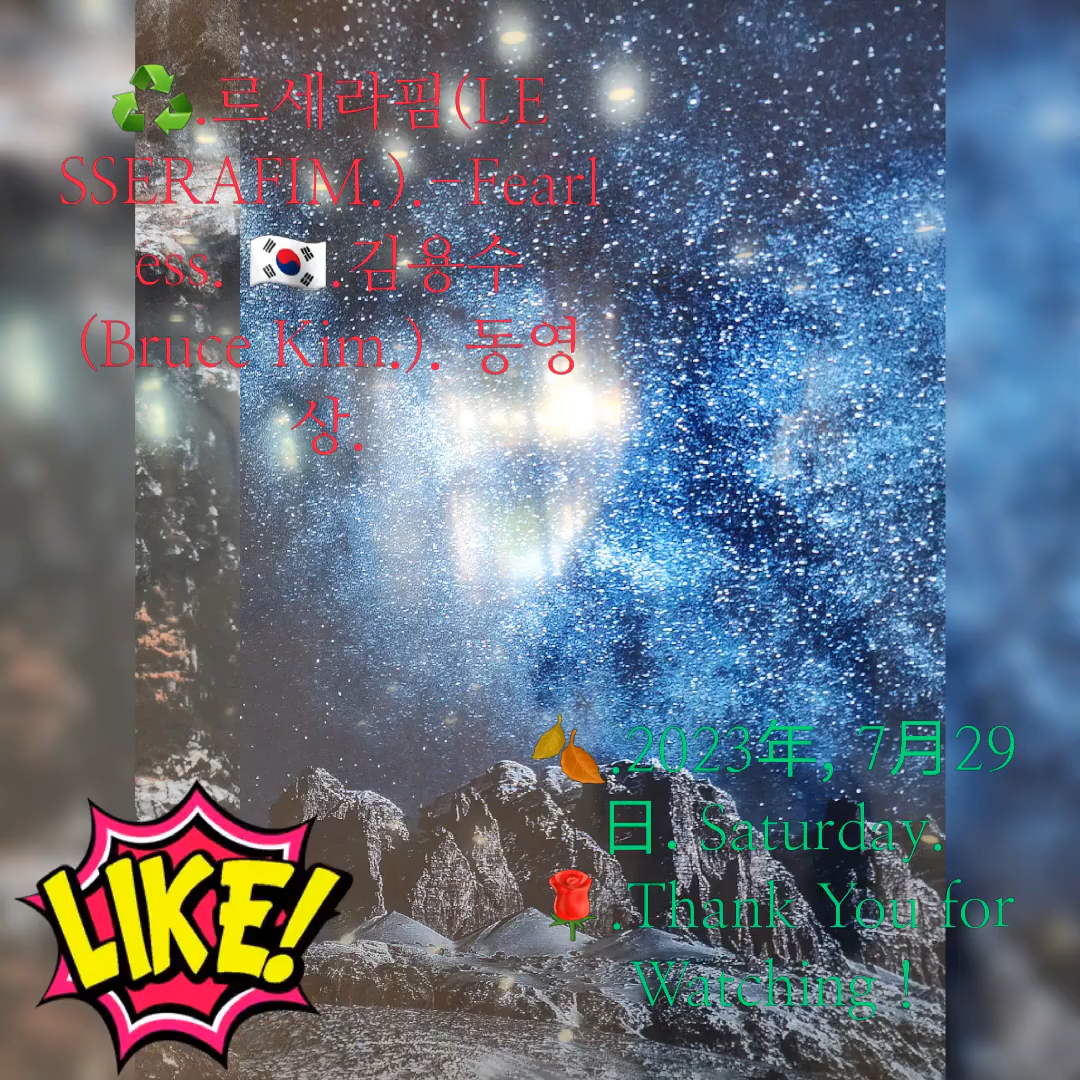 ♻️.르세라핌(LE
SSERAFIM.).-Fearl
ess. 🇰🇷.김용수
(Bruce Kim.). 동영
상.
🍂.2023年, 7月29
日. Saturday.
🌹.Thank You for
Watching !
LIKE!